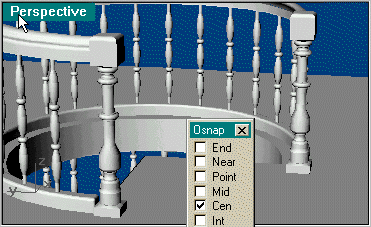 Perspective
Osnap
End
Near
Point
Mid
Cen
Int
z
y